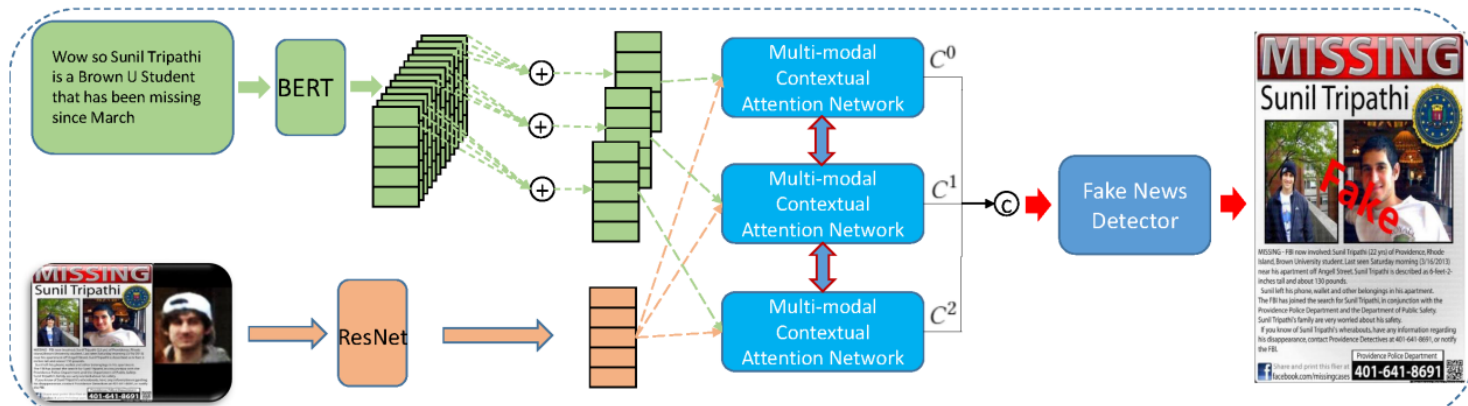 Wow so Sunil Tripathi
is a Brown U Student
that has been missing
since March
BERT
+
+
+
Multi-modal
Contextual
Attention Network
C^0
Multi-modal
Contextual
Attention Network
C^1
Multi-modal
Contextual
Attention Network
C^2
C
Fake News
Detector
MISSING
Sunil Tripathi
Fake
MISSING - FBI now involved. Sunil Tripathi (22 yrs) of Providence, Rhode
Island, Brown University student. Last seen Saturday morning (3/16/2013)
near his apartment off Angell Street. Sunil Tripathi is described as 6-feet-2-
inches tall and about 130 pounds.
Sunil left his phone, wallet and other belongings in his apartment.
The FBI has joined the search for Sunil Tripathi, in conjunction with the
Providence Police Department and the Department of Public Safety.
Sunil Tripathi's family are very worried about his safety.
If you know of Sunil Tripathi's wherabouts, have any information regarding
his disappearance, contact Providence Detectives at 401-641-8691, or notify
the FBI.
Share and print this flier at
facebook.com/missingcases
Providence Police Department
401-641-8691
MISSING
Sunil Tripathi
401-641-8691
ResNet